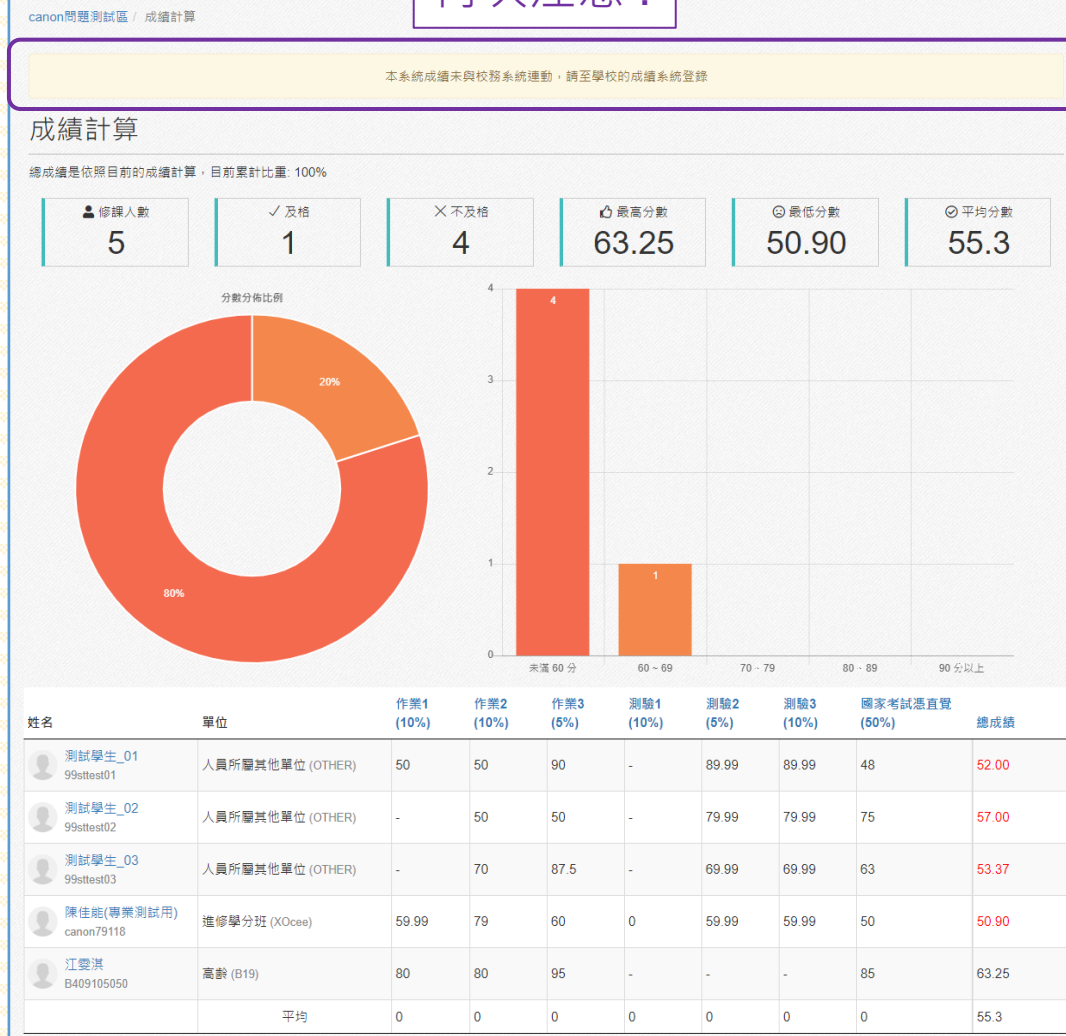 canon問題測試區 / 成績計算
本系統成績未與校務系統連動，請至學校的成績系統登錄
成績計算
總成績是依照目前的成績計算，目前累計比重: 100%
修課人數 及格 不及格 最高分數 最低分數 平均分數
5 1 4 63.25 50.90 55.3
分數分佈比例
20%
80%
4
3
2
1
0
4
1
未滿 60 分 60 ~ 69 70 ~ 79 80 ~ 89 90 分以上
姓名 單位 作業1 (10%) 作業2 (10%) 作業3 (5%) 測驗1 (10%) 測驗2 (5%) 測驗3 (10%) 國家考試憑直覺 (50%) 總成績
測試學生_01 人員所屬其他單位 (OTHER) 50 50 90 - 89.99 89.99 48 52.00
99sttest01
測試學生_02 人員所屬其他單位 (OTHER) - 50 50 - 79.99 79.99 75 57.00
99sttest02
測試學生_03 人員所屬其他單位 (OTHER) - 70 87.5 - 69.99 69.99 63 53.37
99sttest03
陳佳能(專業測試用) 進修學分班 (XOcee) 59.99 79 60 0 59.99 59.99 50 50.90
canon79118
江雯淇 高齡 (B19) 80 80 95 - - - 85 63.25
B409105050
平均 0 0 0 0 0 0 0 55.3